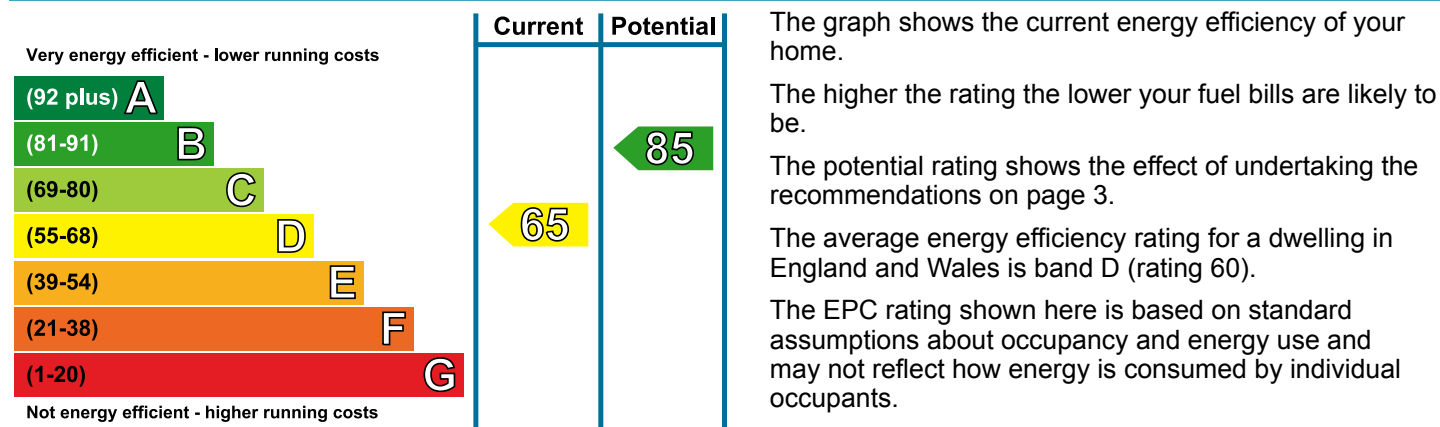 Current Potential
Very energy efficient - lower running costs
(92 plus) A
(81-91) B
85
(69-80) C
(55-68) D
65
(39-54) E
(21-38) F
(1-20) G
Not energy efficient - higher running costs
The graph shows the current energy efficiency of your
home.
The higher the rating the lower your fuel bills are likely to
be.
The potential rating shows the effect of undertaking the
recommendations on page 3.
The average energy efficiency rating for a dwelling in
England and Wales is band D (rating 60).
The EPC rating shown here is based on standard
assumptions about occupancy and energy use and
may not reflect how energy is consumed by individual
occupants.